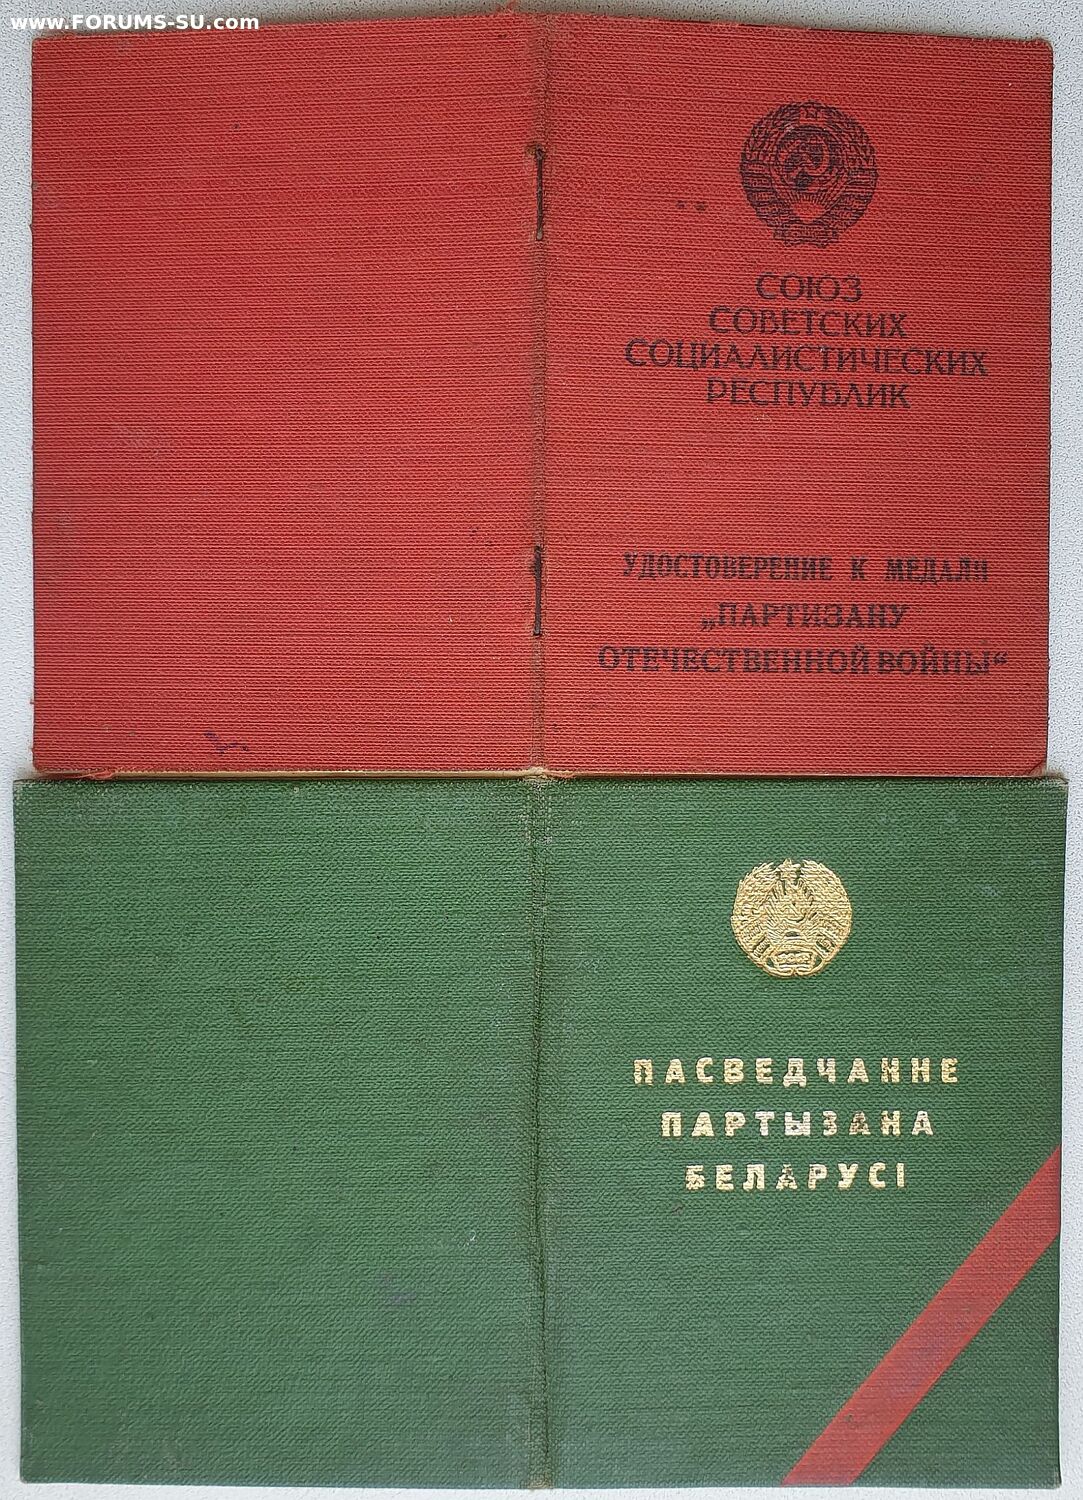 www.FORUMS-SU.com
СОЮЗ
СОВЕТСКИХ
СОЦИАЛИСТИЧЕСКИХ
РЕСПУБЛИК
УДОСТОВЕРЕНИЕ К МЕДАЛИ
„ПАРТИЗАНУ
ОТЕЧЕСТВЕННОЙ ВОЙНЫ“
ПАСВЕДЧАННЕ
ПАРТЫЗАНА
БЕЛАРУСІ